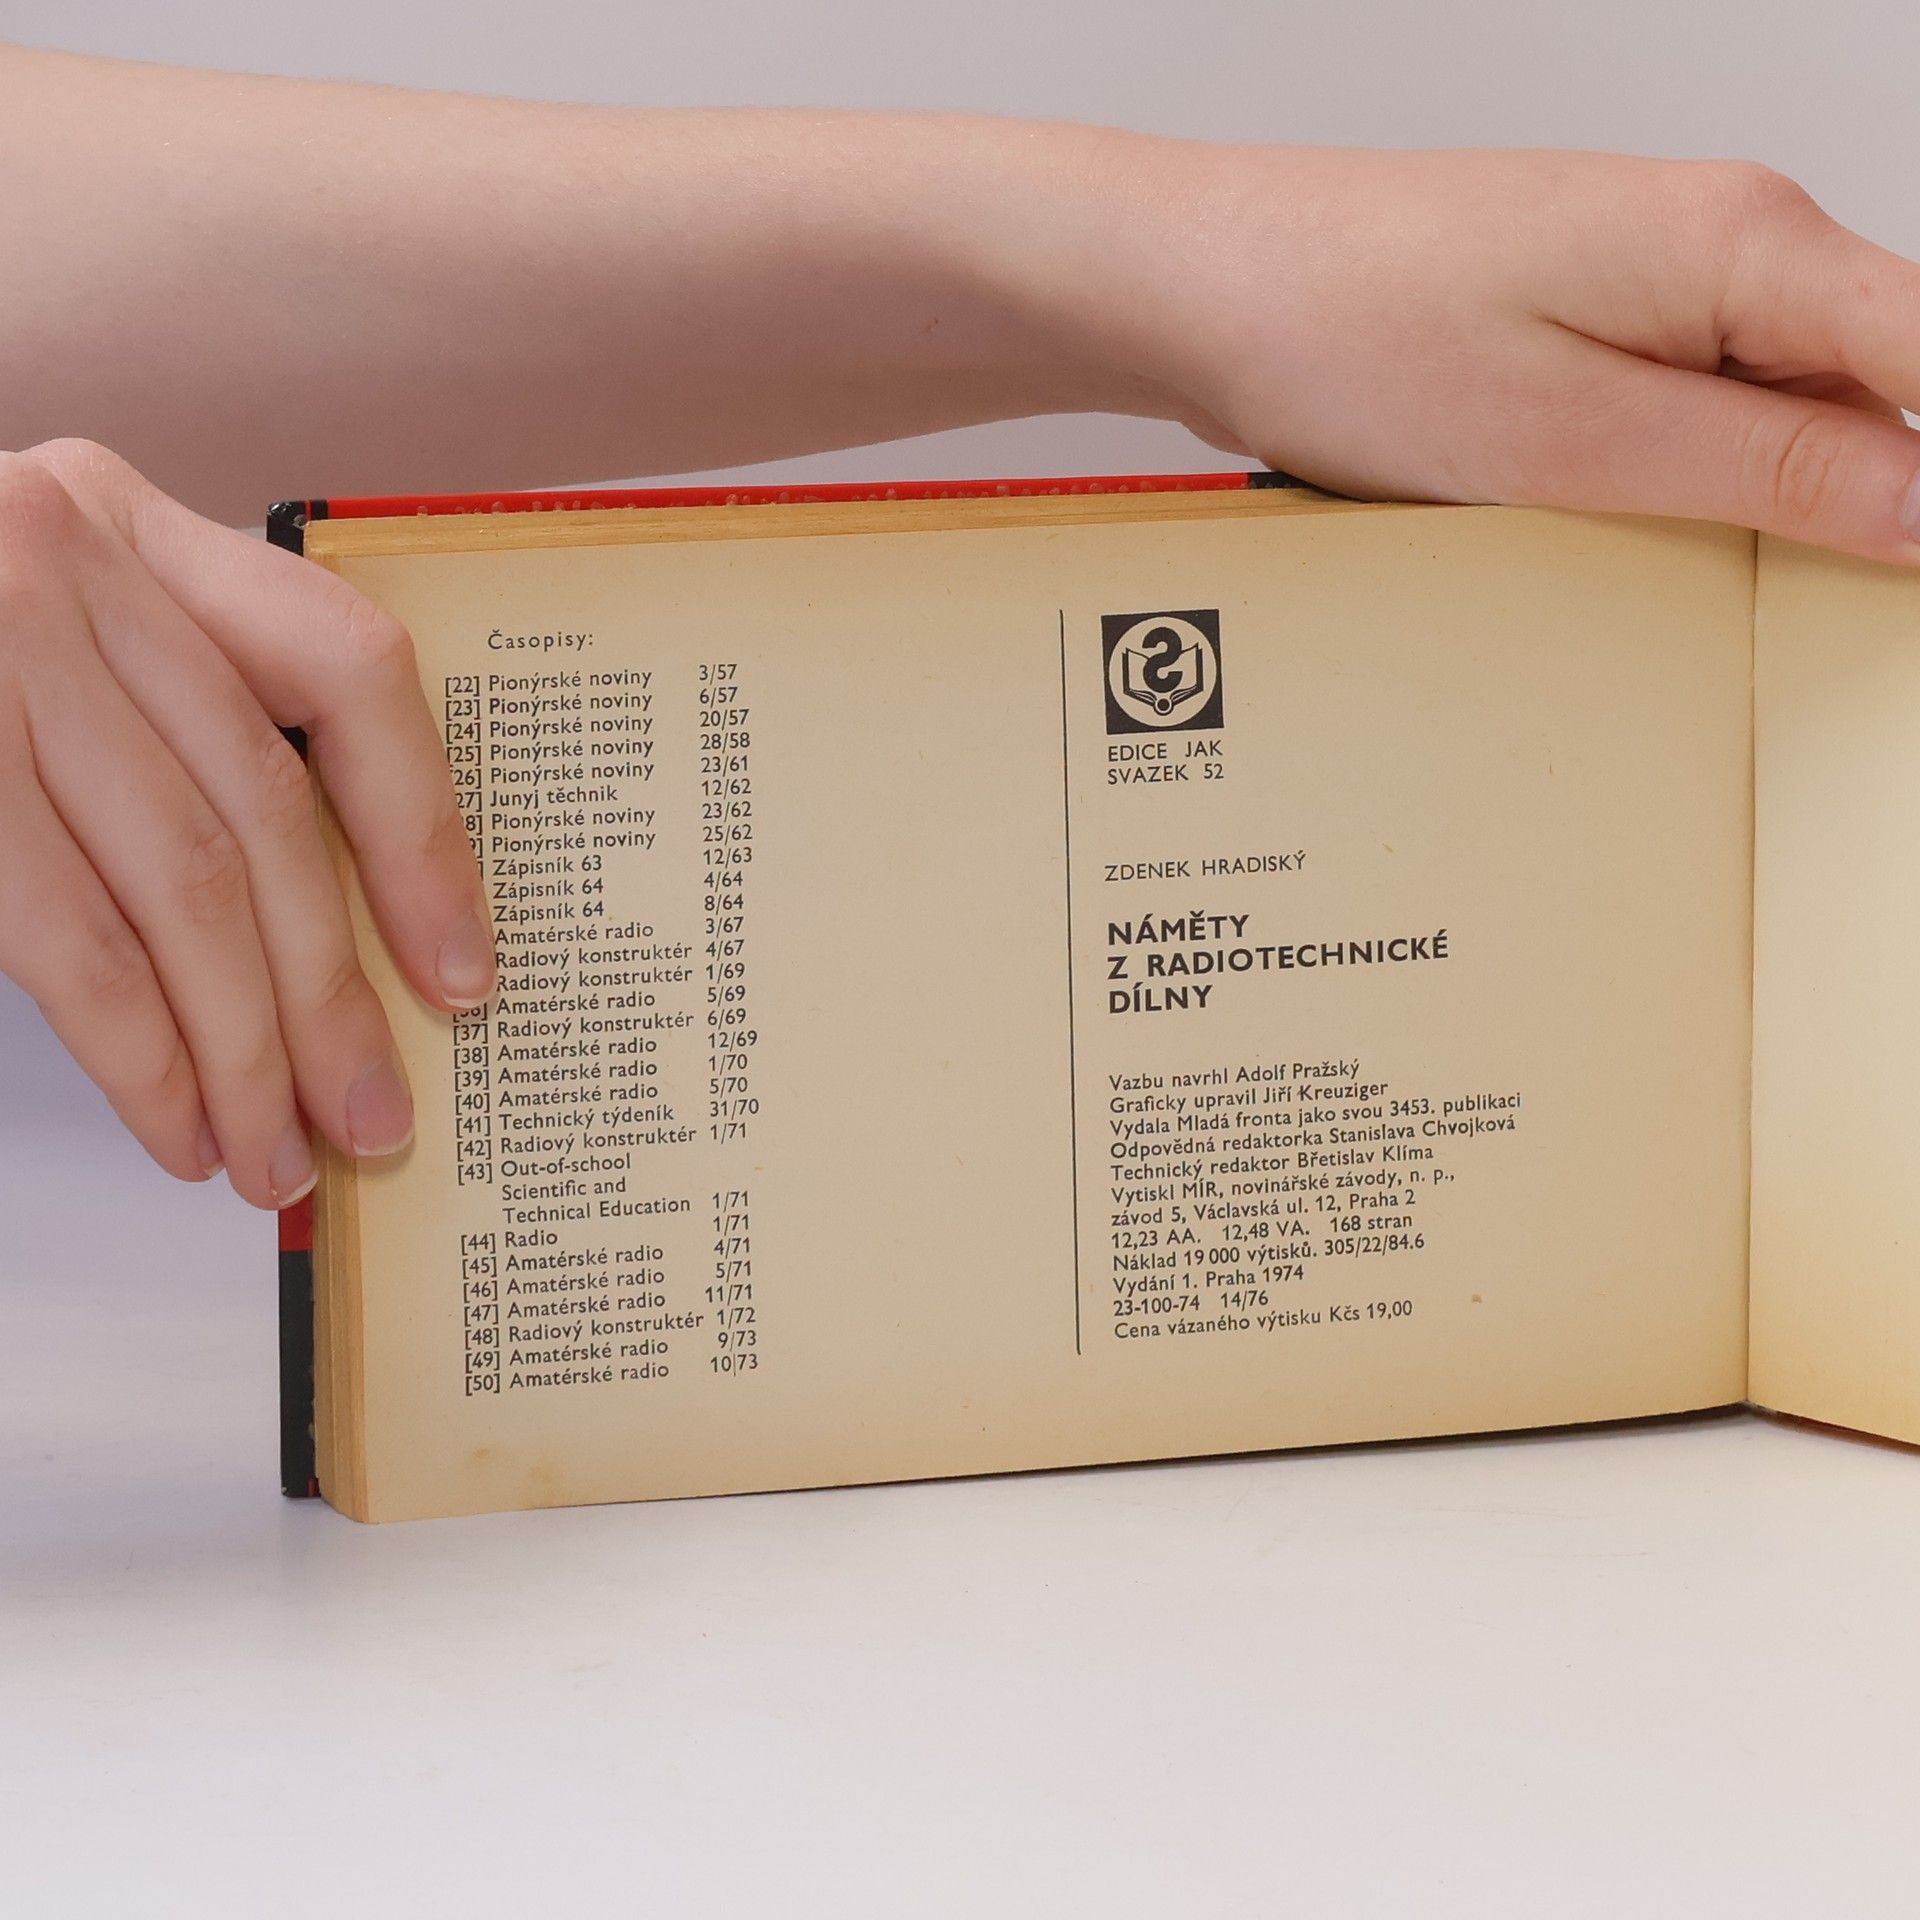 Časopisy:
[22] Pionýrské noviny 3/57
[23] Pionýrské noviny 6/57
[24] Pionýrské noviny 20/57
[25] Pionýrské noviny 28/58
26] Pionýrské noviny 23/61
27] Junyj těchnik 12/62
8] Pionýrské noviny 23/62
9] Pionýrské noviny 25/62
] Zápisník 63 12/63
Zápisník 64 4/64
Zápisník 64 8/64
Amatérské radio 3/67
Radiový konstruktér 4/67
Radiový konstruktér 1/69
[36] Amatérské radio 5/69
[37] Radiový konstruktér 6/69
[38] Amatérské radio 12/69
[39] Amatérské radio 1/70
[40] Amatérské radio 5/70
[41] Technický týdeník 31/70
[42] Radiový konstruktér 1/71
[43] Out-of-school
Scientific and
Technical Education 1/71
[44] Radio 1/71
[45] Amatérské radio 4/71
[46] Amatérské radio 5/71
[47] Amatérské radio 11/71
[48] Radiový konstruktér 1/72
[49] Amatérské radio 9/73
[50] Amatérské radio 10/73
EDICE JAK
SVAZEK 52
ZDENEK HRADISKÝ
NÁMĚTY
Z RADIOTECHNICKÉ
DÍLNY
Vazbu navrhl Adolf Pražský
Graficky upravil Jiří Kreuziger
Vydala Mladá fronta jako svou 3453. publikaci
Odpovědná redaktorka Stanislava Chvojková
Technický redaktor Břetislav Klíma
Vytiskl MÍR, novinářské závody, n. p.,
závod 5, Václavská ul. 12, Praha 2
12,23 AA. 12,48 VA. 168 stran
Náklad 19 000 výtisků. 305/22/84.6
Vydání 1. Praha 1974
23-100-74 14/76
Cena vázaného výtisku Kčs 19,00